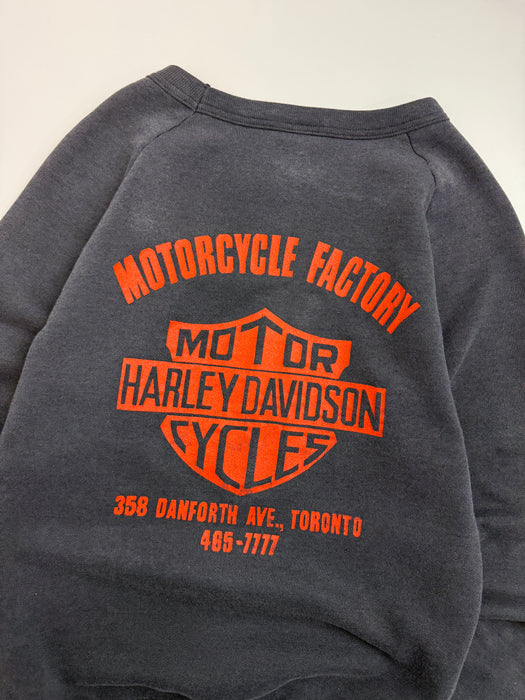 MOTORCYCLE FACTORY
MOTOR
HARLEY DAVIDSON
CYCLES
358 DANFORTH AVE., TORONTO
465-7777